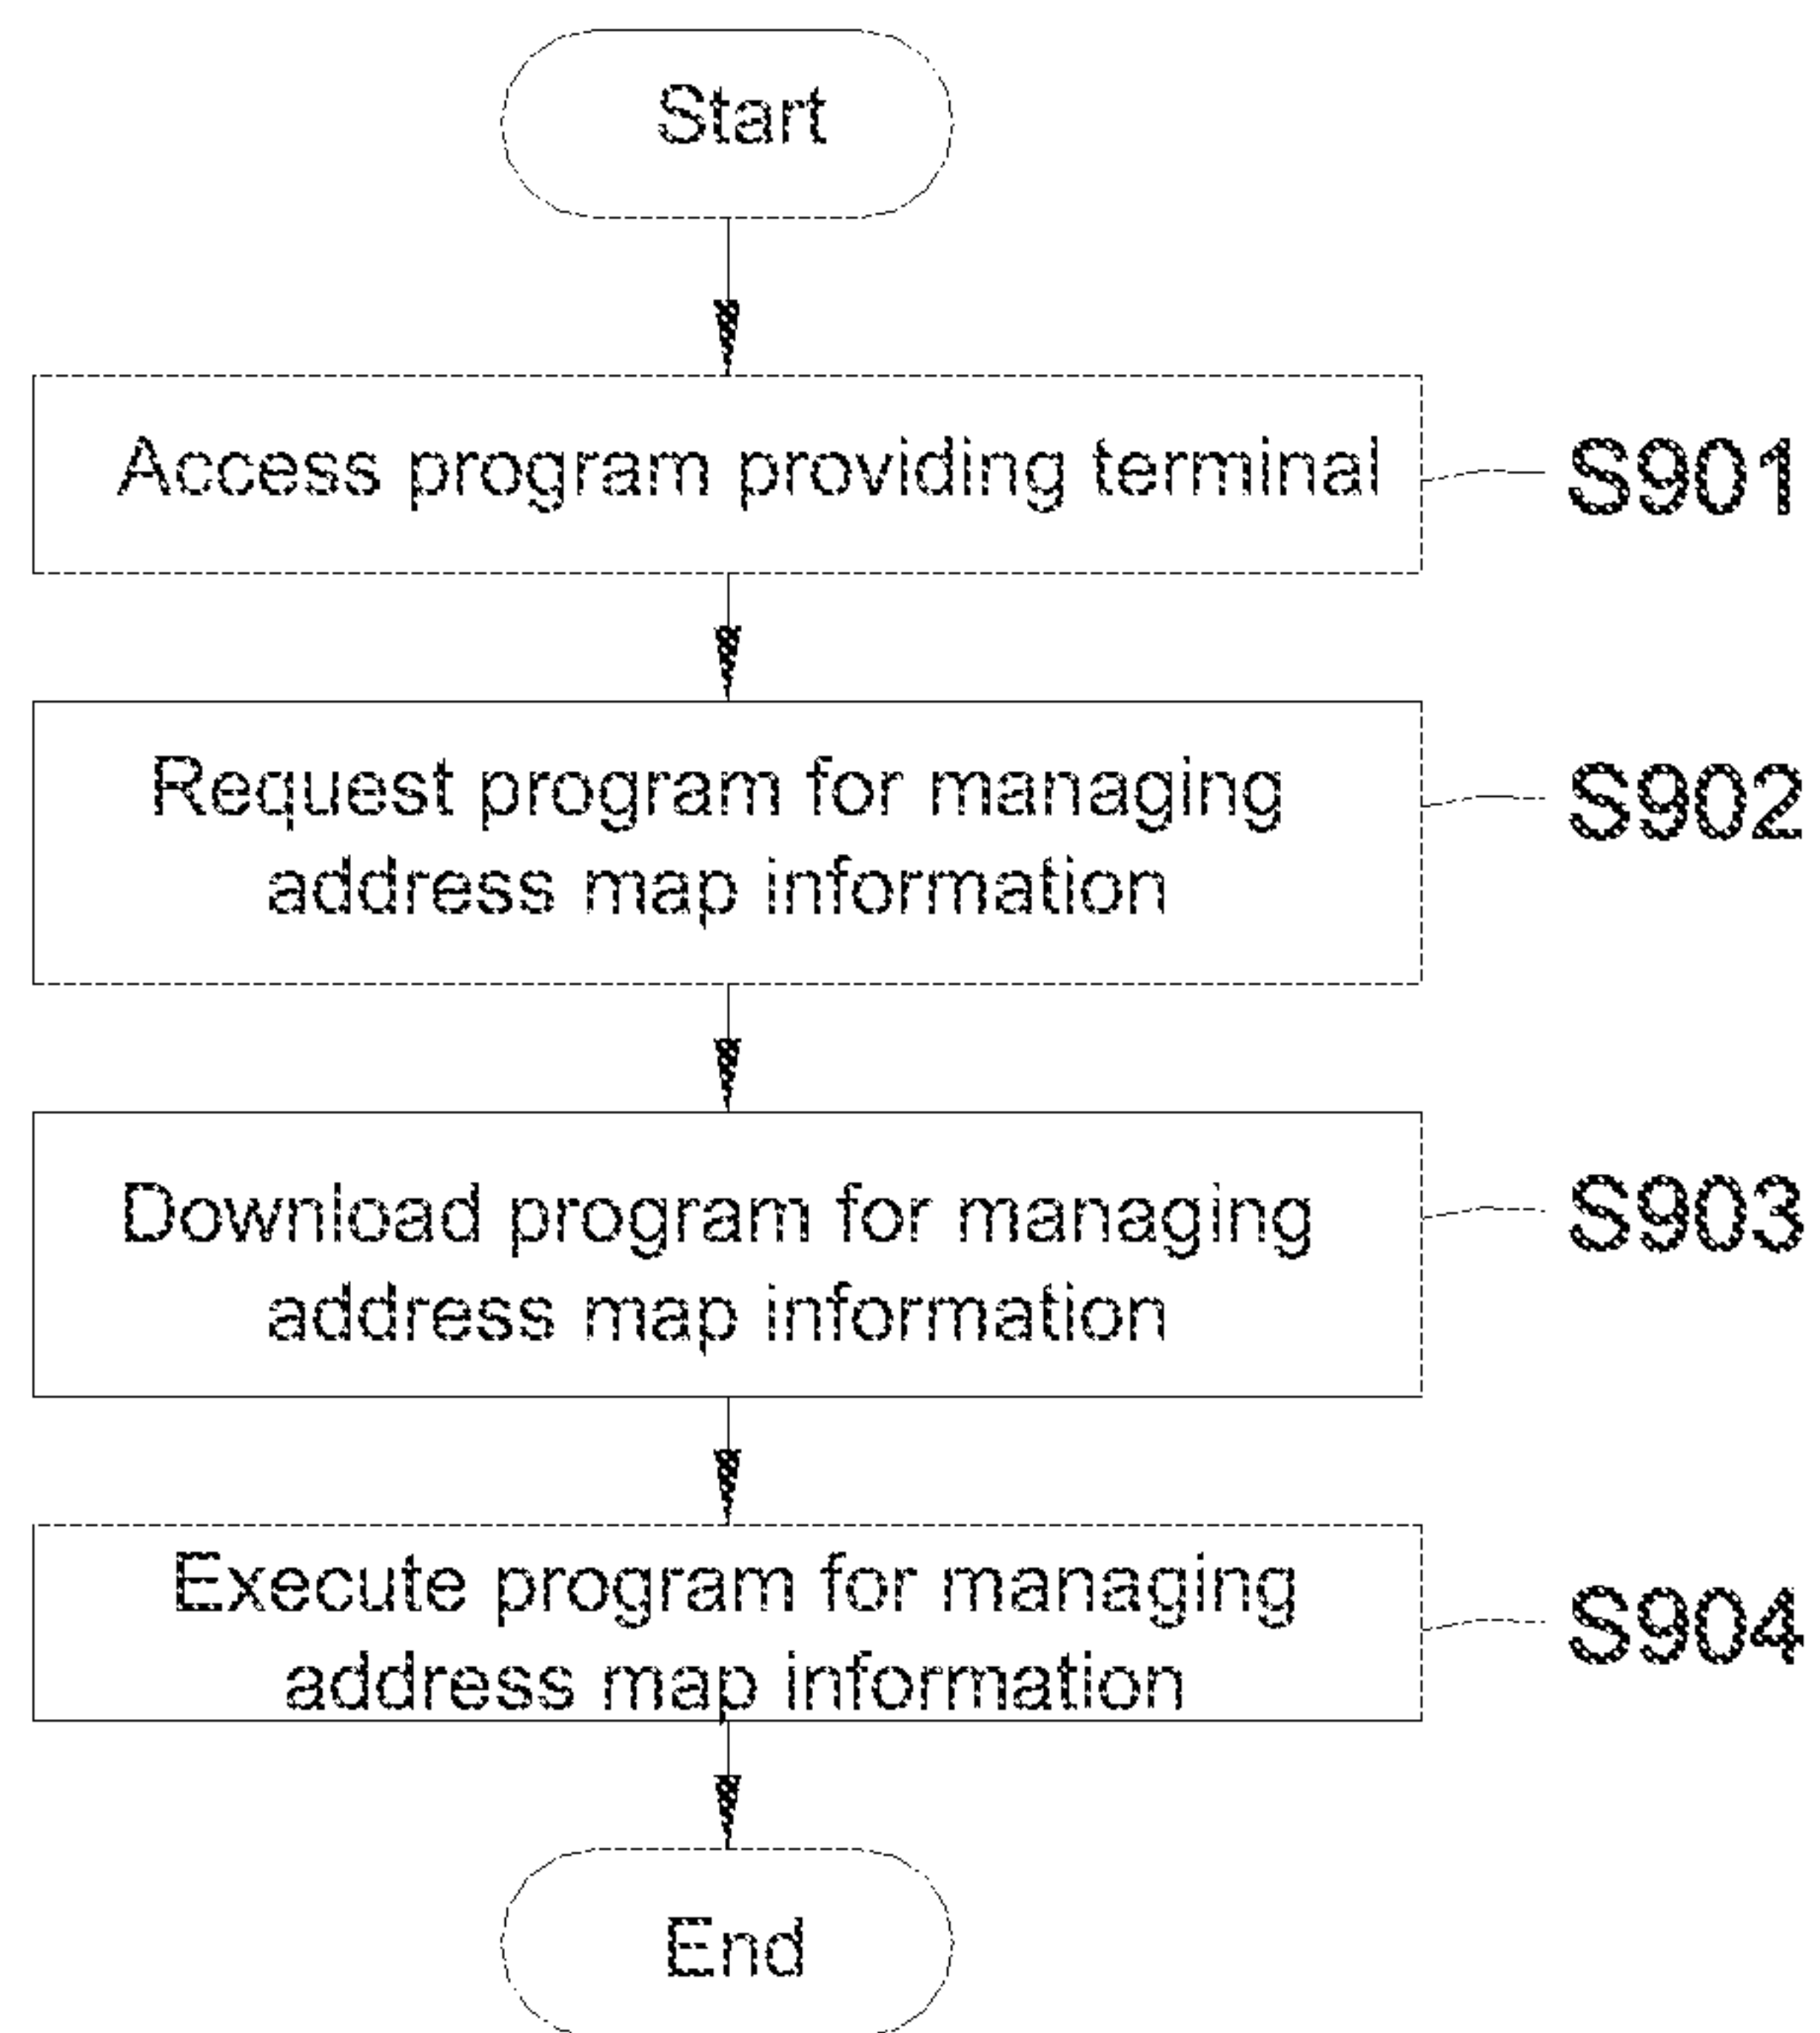 Start
Access program providing terminal
S901
Request program for managing
address map information
S902
Download program for managing
address map information
S903
Execute program for managing
address map information
S904
End